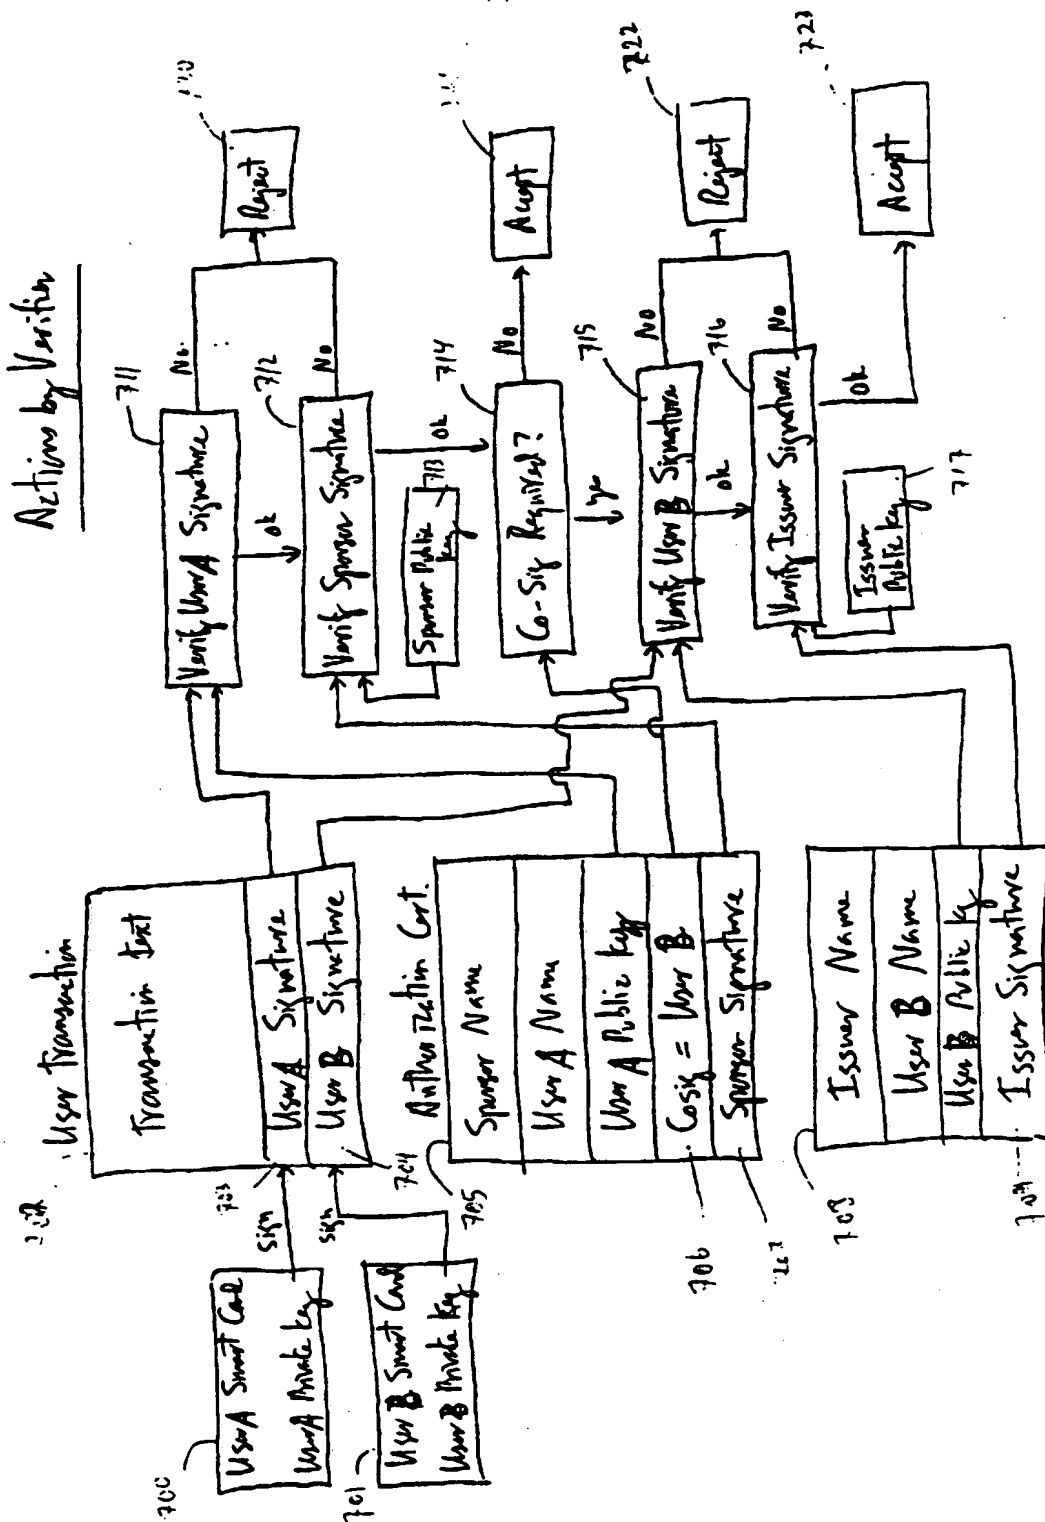 Actions by Verifier
User Transaction
Transaction text
User A Signature
User B Signature
703
704
sign
sign
700
User A Smart Card
User A Private key
701
User B Smart Card
User B Private key
705
Authorization Cert.
Sponsor Name
User A Name
User A Public key
Cosig = User B
Sponsor Signature
706
708
Issuer Name
User B Name
User B Public key
Issuer Signature
709
711
Verify User A Signature
No.
ok
712
Verify Sponsor Signature
No
ok
Reject
713
Sponsor Public
key
714
Co-Sig Required?
No
Accept
yes
715
Verify User B Signature
No
ok
722
Reject
716
Verify Issuer Signature
No
ok
717
Issuer
Public key
723
Accept